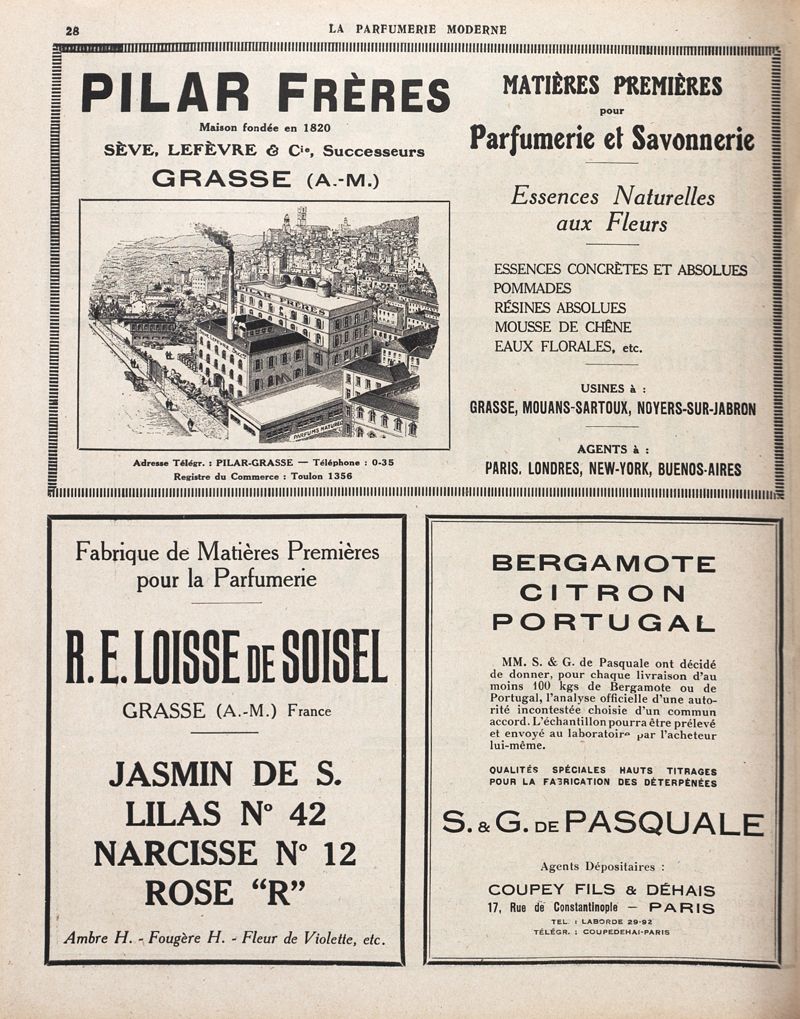 28
LA PARFUMERIE MODERNE
PILAR FRÈRES
Maison fondée en 1820
SÈVE, LEFÈVRE & Cie, Successeurs
GRASSE (A.-M.)
FRÈRES
PARFUMS NATURELS
Adresse Télégr. : PILAR-GRASSE — Téléphone : 0-35
Registre du Commerce : Toulon 1356
MATIÈRES PREMIÈRES
pour
Parfumerie et Savonnerie
Essences Naturelles
aux Fleurs
ESSENCES CONCRÈTES ET ABSOLUES
POMMADES
RÉSINES ABSOLUES
MOUSSE DE CHÊNE
EAUX FLORALES, etc.
USINES à :
GRASSE, MOUANS-SARTOUX, NOYERS-SUR-JABRON
AGENTS à :
PARIS, LONDRES, NEW-YORK, BUENOS-AIRES
Fabrique de Matières Premières
pour la Parfumerie
R. E. LOISSE DE SOISEL
GRASSE (A.-M.) France
JASMIN DE S.
LILAS No 42
NARCISSE No 12
ROSE “R”
Ambre H. - Fougère H. - Fleur de Violette, etc.
BERGAMOTE
CITRON
PORTUGAL
MM. S. & G. de Pasquale ont décidé
de donner, pour chaque livraison d'au
moins 100 kgs de Bergamote ou de
Portugal, l'analyse officielle d'une auto-
rité incontestée choisie d'un commun
accord. L'échantillon pourra être prélevé
et envoyé au laboratoire par l'acheteur
lui-même.
QUALITÉS SPÉCIALES HAUTS TITRAGES
POUR LA FABRICATION DES DÉTERPÉNÉES
S. & G. DE PASQUALE
Agents Dépositaires :
COUPEY FILS & DÉHAIS
17, Rue de Constantinople — PARIS
TEL. : LABORDE 29-92
TÉLÉGR. : COUPEDEHAI-PARIS